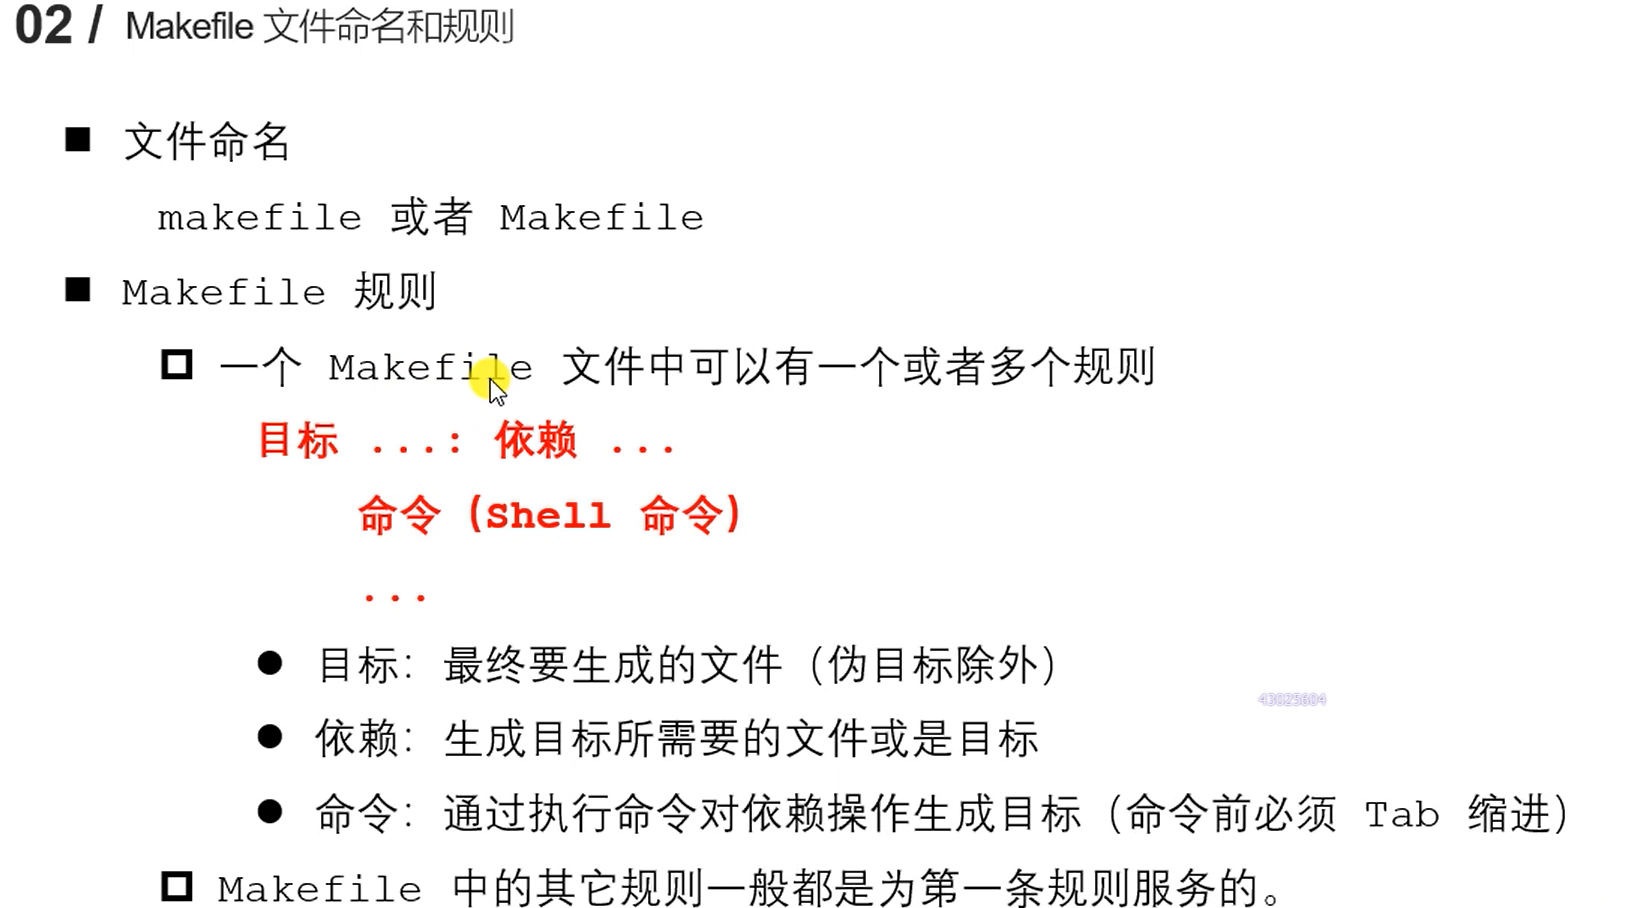 02 / Makefile 文件命名和规则
文件命名
makefile 或者 Makefile
Makefile 规则
一个 Makefile 文件中可以有一个或者多个规则
目标 ...: 依赖 ...
命令（Shell 命令）
...
目标：最终要生成的文件（伪目标除外）
43023604
依赖：生成目标所需要的文件或是目标
命令：通过执行命令对依赖操作生成目标（命令前必须 Tab 缩进）
Makefile 中的其它规则一般都是为第一条规则服务的。